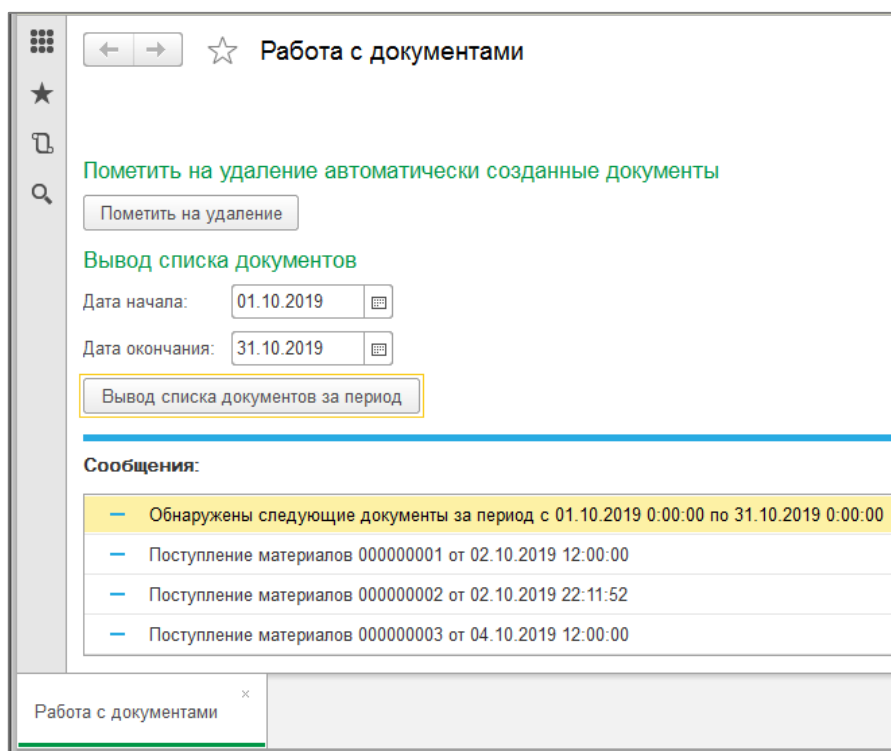 Работа с документами
Пометить на удаление автоматически созданные документы
Пометить на удаление
Вывод списка документов
Дата начала: 01.10.2019
Дата окончания: 31.10.2019
Вывод списка документов за период
Сообщения:
Обнаружены следующие документы за период с 01.10.2019 0:00:00 по 31.10.2019 0:00:00
Поступление материалов 000000001 от 02.10.2019 12:00:00
Поступление материалов 000000002 от 02.10.2019 22:11:52
Поступление материалов 000000003 от 04.10.2019 12:00:00
Работа с документами